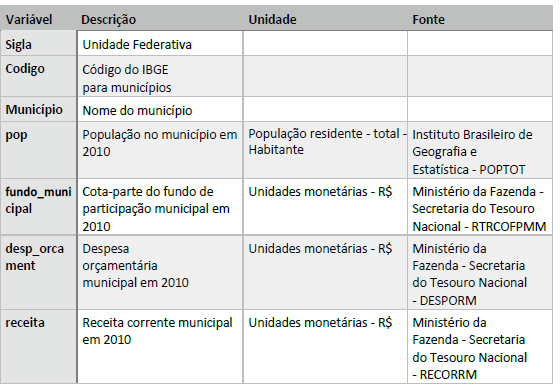 Variável Descrição Unidade Fonte
Sigla Unidade Federativa
Codigo Código do IBGE
para municípios
Município Nome do município
pop População no município em
2010
População residente - total -
Habitante
Instituto Brasileiro de
Geografia e
Estatística - POPTOT
fundo_muni
cipal
Cota-parte do fundo de
participação municipal em
2010
Unidades monetárias - R$
Ministério da Fazenda -
Secretaria do Tesouro
Nacional - RTRCOFPMM
desp_orca
ment
Despesa
orçamentária
municipal em 2010
Unidades monetárias - R$
Ministério da
Fazenda - Secretaria
do Tesouro Nacional
- DESPORM
receita
Receita corrente municipal
em 2010
Unidades monetárias - R$
Ministério da
Fazenda - Secretaria
do Tesouro Nacional
- RECORRM